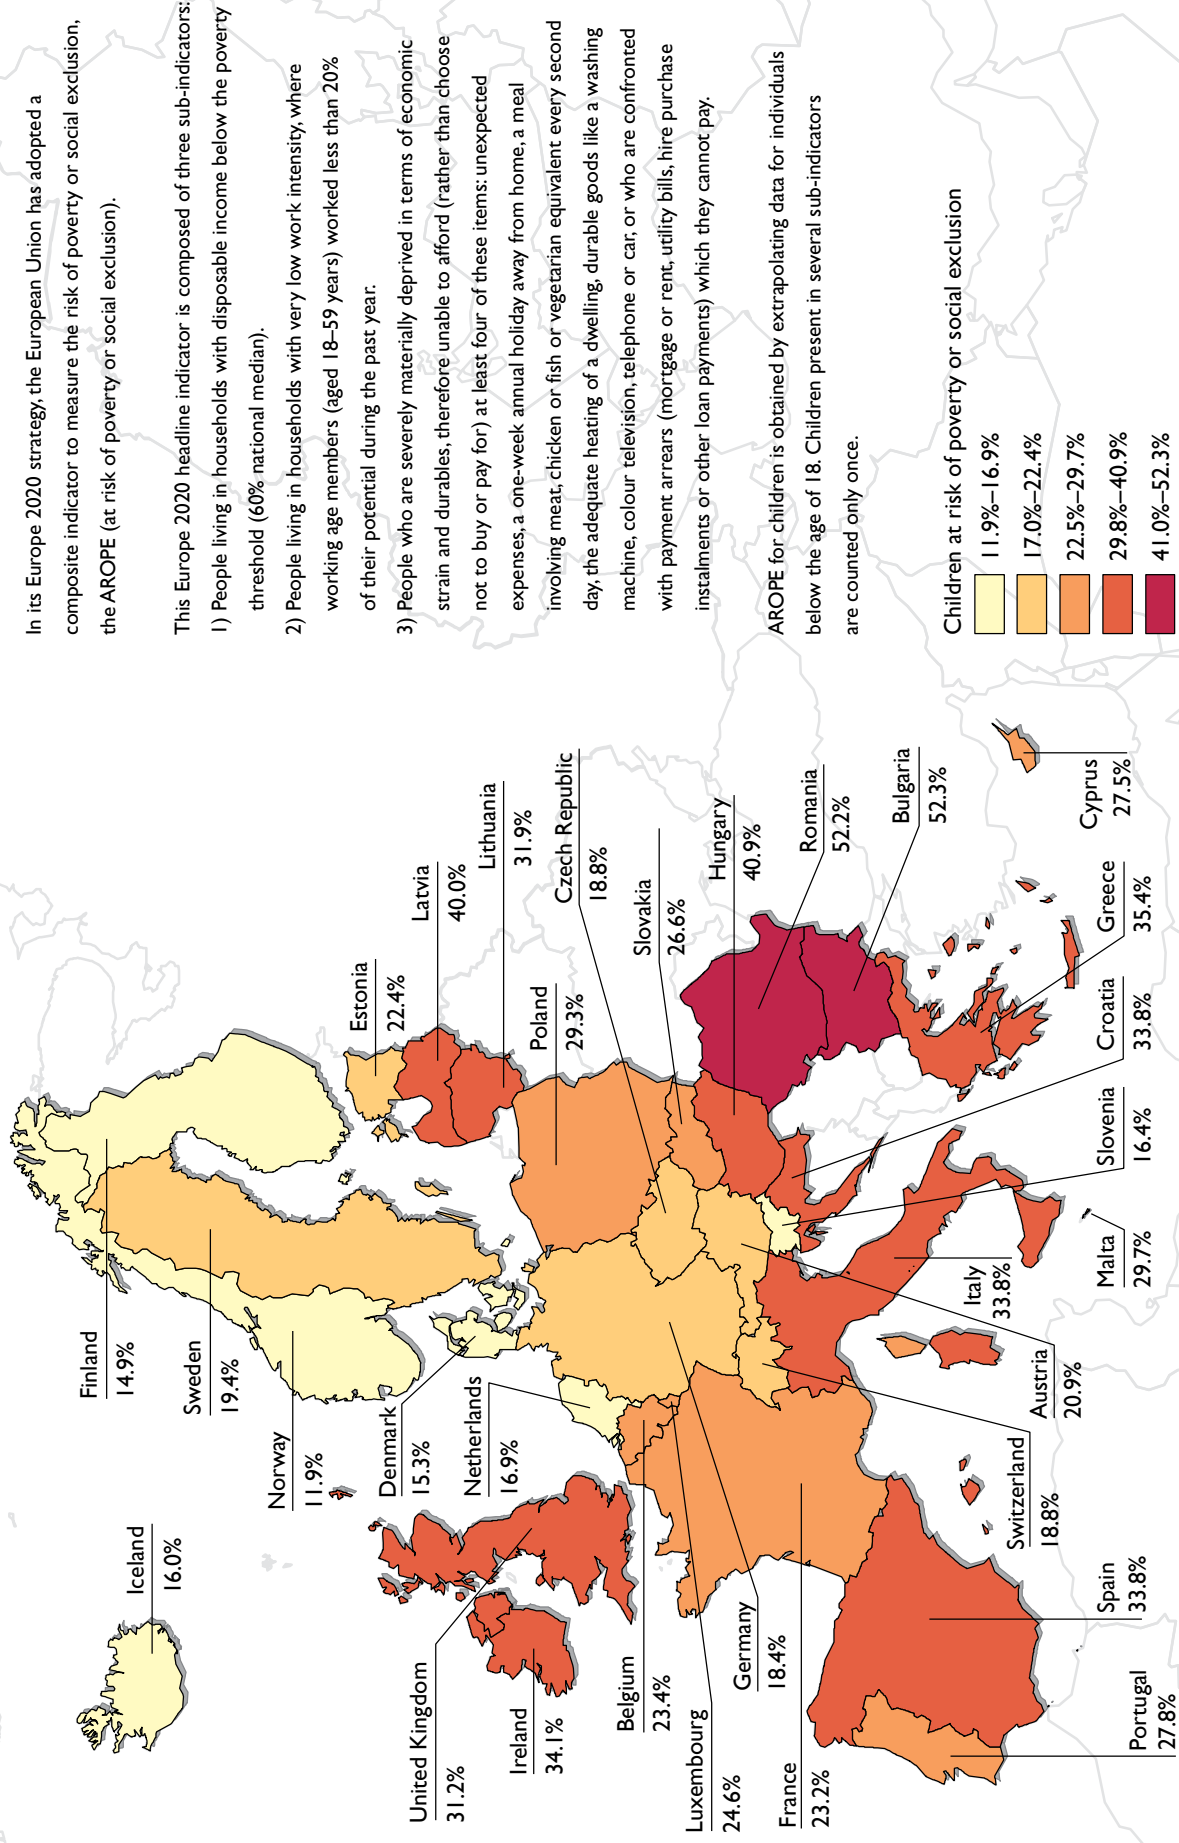 In its Europe 2020 strategy, the European Union has adopted a
composite indicator to measure the risk of poverty or social exclusion,
the AROPE (at risk of poverty or social exclusion).
This Europe 2020 headline indicator is composed of three sub-indicators:
1) People living in households with disposable income below the poverty
threshold (60% national median).
2) People living in households with very low work intensity, where
working age members (aged 18–59 years) worked less than 20%
of their potential during the past year.
3) People who are severely materially deprived in terms of economic
strain and durables, therefore unable to afford (rather than choose
not to buy or pay for) at least four of these items: unexpected
expenses, a one-week annual holiday away from home, a meal
involving meat, chicken or fish or vegetarian equivalent every second
day, the adequate heating of a dwelling, durable goods like a washing
machine, colour television, telephone or car, or who are confronted
with payment arrears (mortgage or rent, utility bills, hire purchase
instalments or other loan payments) which they cannot pay.
AROPE for children is obtained by extrapolating data for individuals
below the age of 18. Children present in several sub-indicators
are counted only once.
Children at risk of poverty or social exclusion
11.9%–16.9%
17.0%–22.4%
22.5%–29.7%
29.8%–40.9%
41.0%–52.3%
Iceland
16.0%
Finland
14.9%
Sweden
19.4%
Norway
11.9%
Denmark
15.3%
Netherlands
16.9%
United Kingdom
31.2%
Ireland
34.1%
Belgium
23.4%
Luxembourg
24.6%
Germany
18.4%
France
23.2%
Portugal
27.8%
Spain
33.8%
Switzerland
18.8%
Austria
20.9%
Italy
33.8%
Malta
29.7%
Slovenia
16.4%
Croatia
33.8%
Greece
35.4%
Cyprus
27.5%
Bulgaria
52.3%
Romania
52.2%
Hungary
40.9%
Slovakia
26.6%
Czech Republic
18.8%
Poland
29.3%
Lithuania
31.9%
Latvia
40.0%
Estonia
22.4%